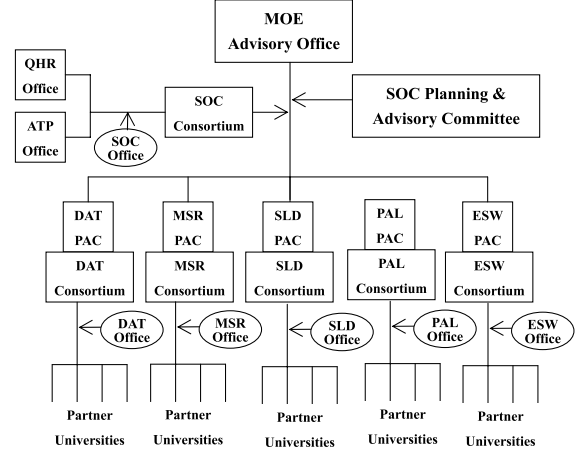 MOE
Advisory Office
QHR
Office
SOC
Consortium
SOC Planning &
Advisory Committee
ATP
Office
SOC
Office
DAT
PAC
MSR
PAC
SLD
PAC
PAL
PAC
ESW
PAC
DAT
Consortium
MSR
Consortium
SLD
Consortium
PAL
Consortium
ESW
Consortium
DAT
Office
MSR
Office
SLD
Office
PAL
Office
ESW
Office
Partner
Universities
Partner
Universities
Partner
Universities
Partner
Universities
Partner
Universities